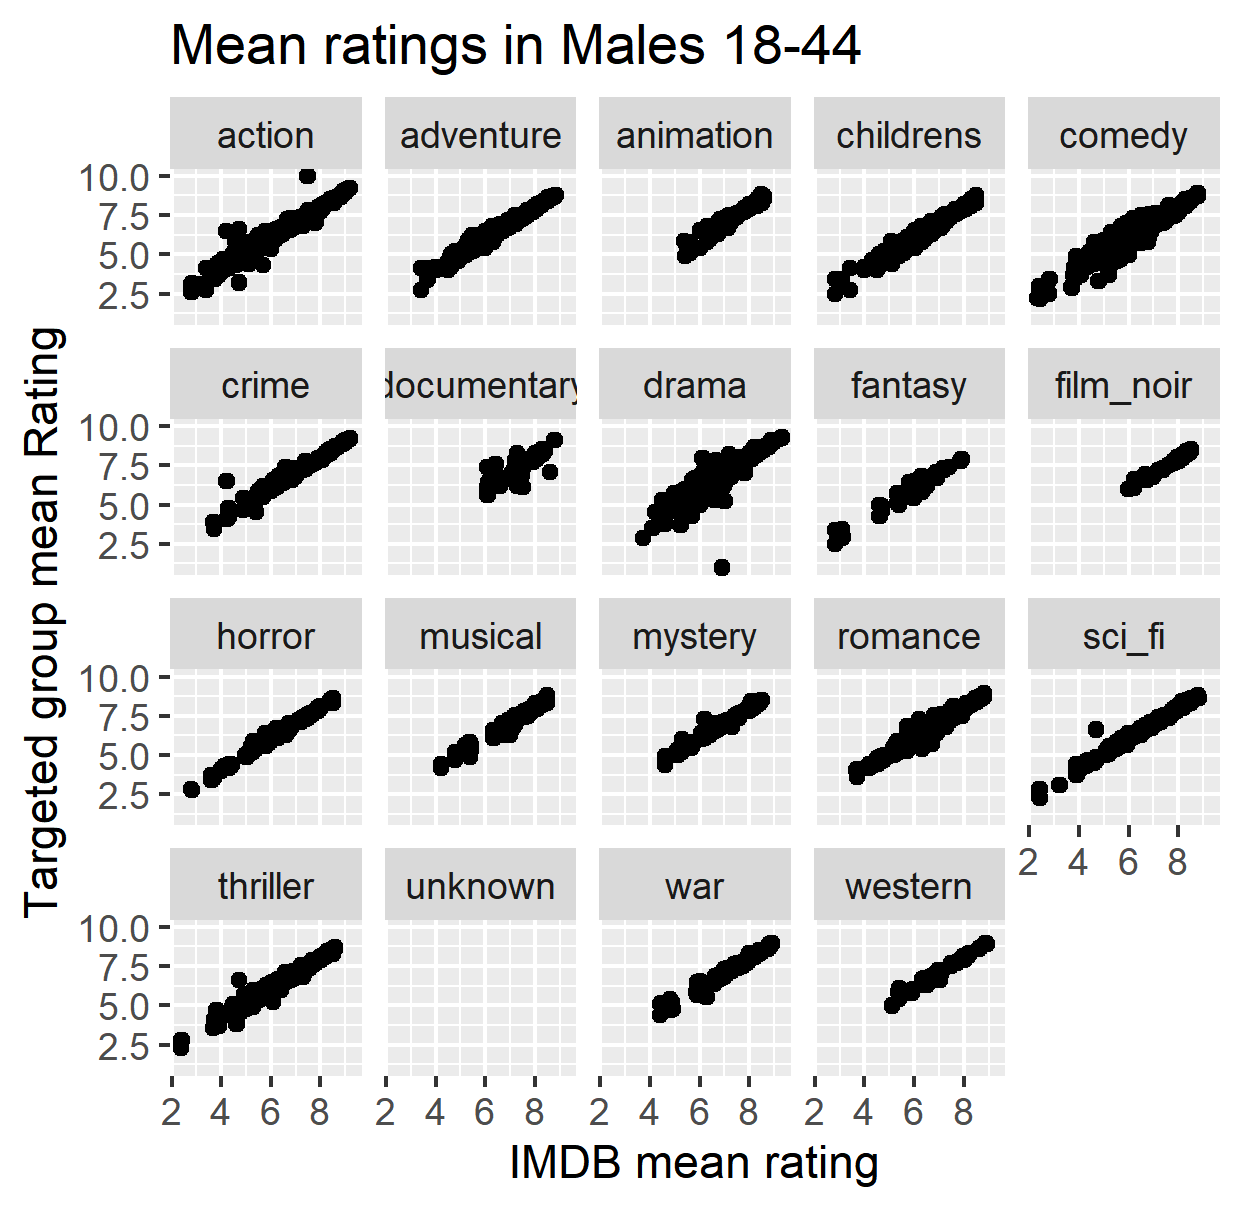 Mean ratings in Males 18-44
action adventure animation childrens comedy
10.0
7.5
5.0
2.5
crime documentary drama fantasy film_noir
10.0
7.5
5.0
2.5
horror musical mystery romance sci_fi
10.0
7.5
5.0
2.5
2 4 6 8
thriller unknown war western
10.0
7.5
5.0
2.5
2 4 6 8 2 4 6 8 2 4 6 8 2 4 6 8
IMDB mean rating
Targeted group mean Rating